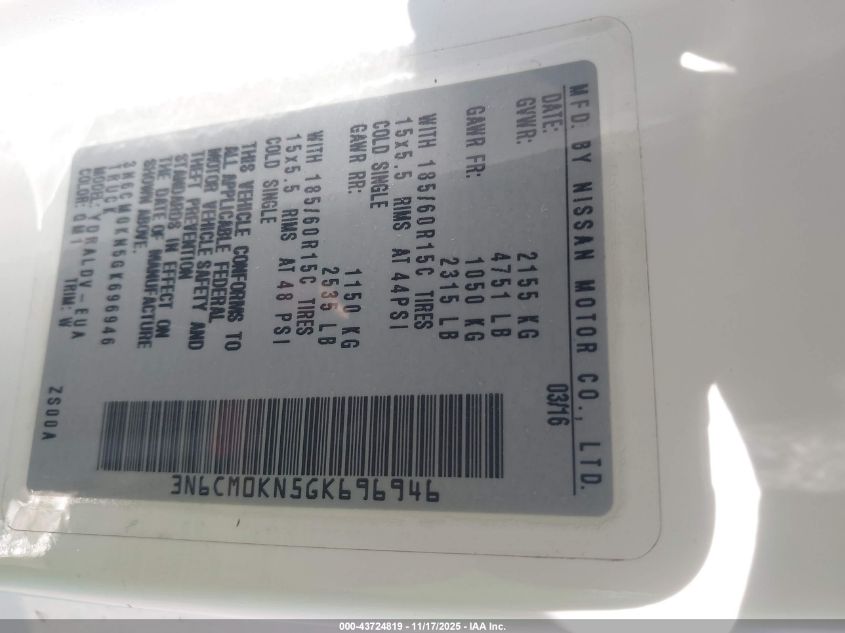 MFD. BY NISSAN MOTOR CO., LTD.
DATE: 03/16
GVWR: 2155 KG
4751 LB
GAWR FR: 1050 KG
2315 LB
WITH 185/60R15C TIRES
15x5.5 RIMS AT 44PSI
COLD SINGLE
GAWR RR: 1150 KG
2535 LB
WITH 185/60R15C TIRES
15x5.5 RIMS AT 48 PSI
COLD SINGLE
THIS VEHICLE CONFORMS TO
ALL APPLICABLE FEDERAL
MOTOR VEHICLE SAFETY AND
THEFT PREVENTION
STANDARDS IN EFFECT ON
THE DATE OF MANUFACTURE
SHOWN ABOVE.
3N6CM0KN5GK696946
TRUCK
MODEL: YDRALDV-EUA
COLOR: QM1 TRIM: W
ZS00A
3N6CM0KN5GK696946
000-43724819 - 11/17/2025 - IAA Inc.